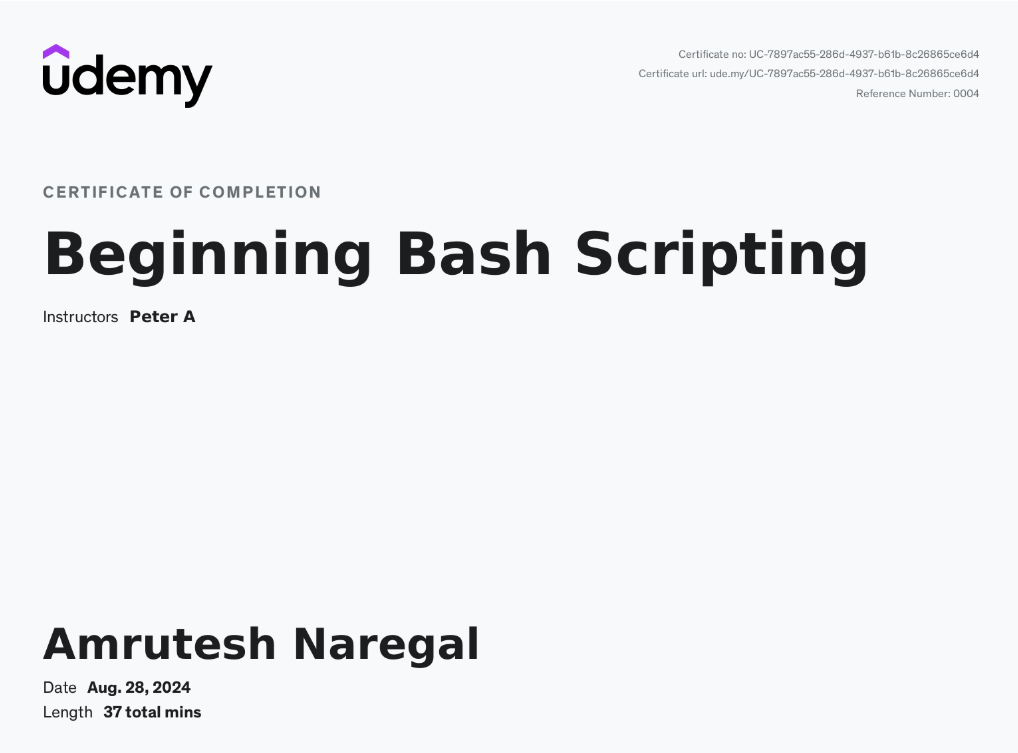 udemy
Certificate no: UC-7897ac55-286d-4937-b61b-8c26865ce6d4
Certificate url: ude.my/UC-7897ac55-286d-4937-b61b-8c26865ce6d4
Reference Number: 0004
CERTIFICATE OF COMPLETION
Beginning Bash Scripting
Instructors Peter A
Amrutesh Naregal
Date Aug. 28, 2024
Length 37 total mins